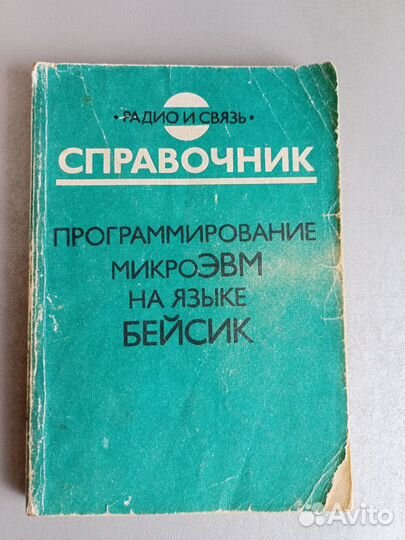 • РАДИО И СВЯЗЬ •
СПРАВОЧНИК
ПРОГРАММИРОВАНИЕ
МИКРОЭВМ
НА ЯЗЫКЕ
БЕЙСИК
Avito